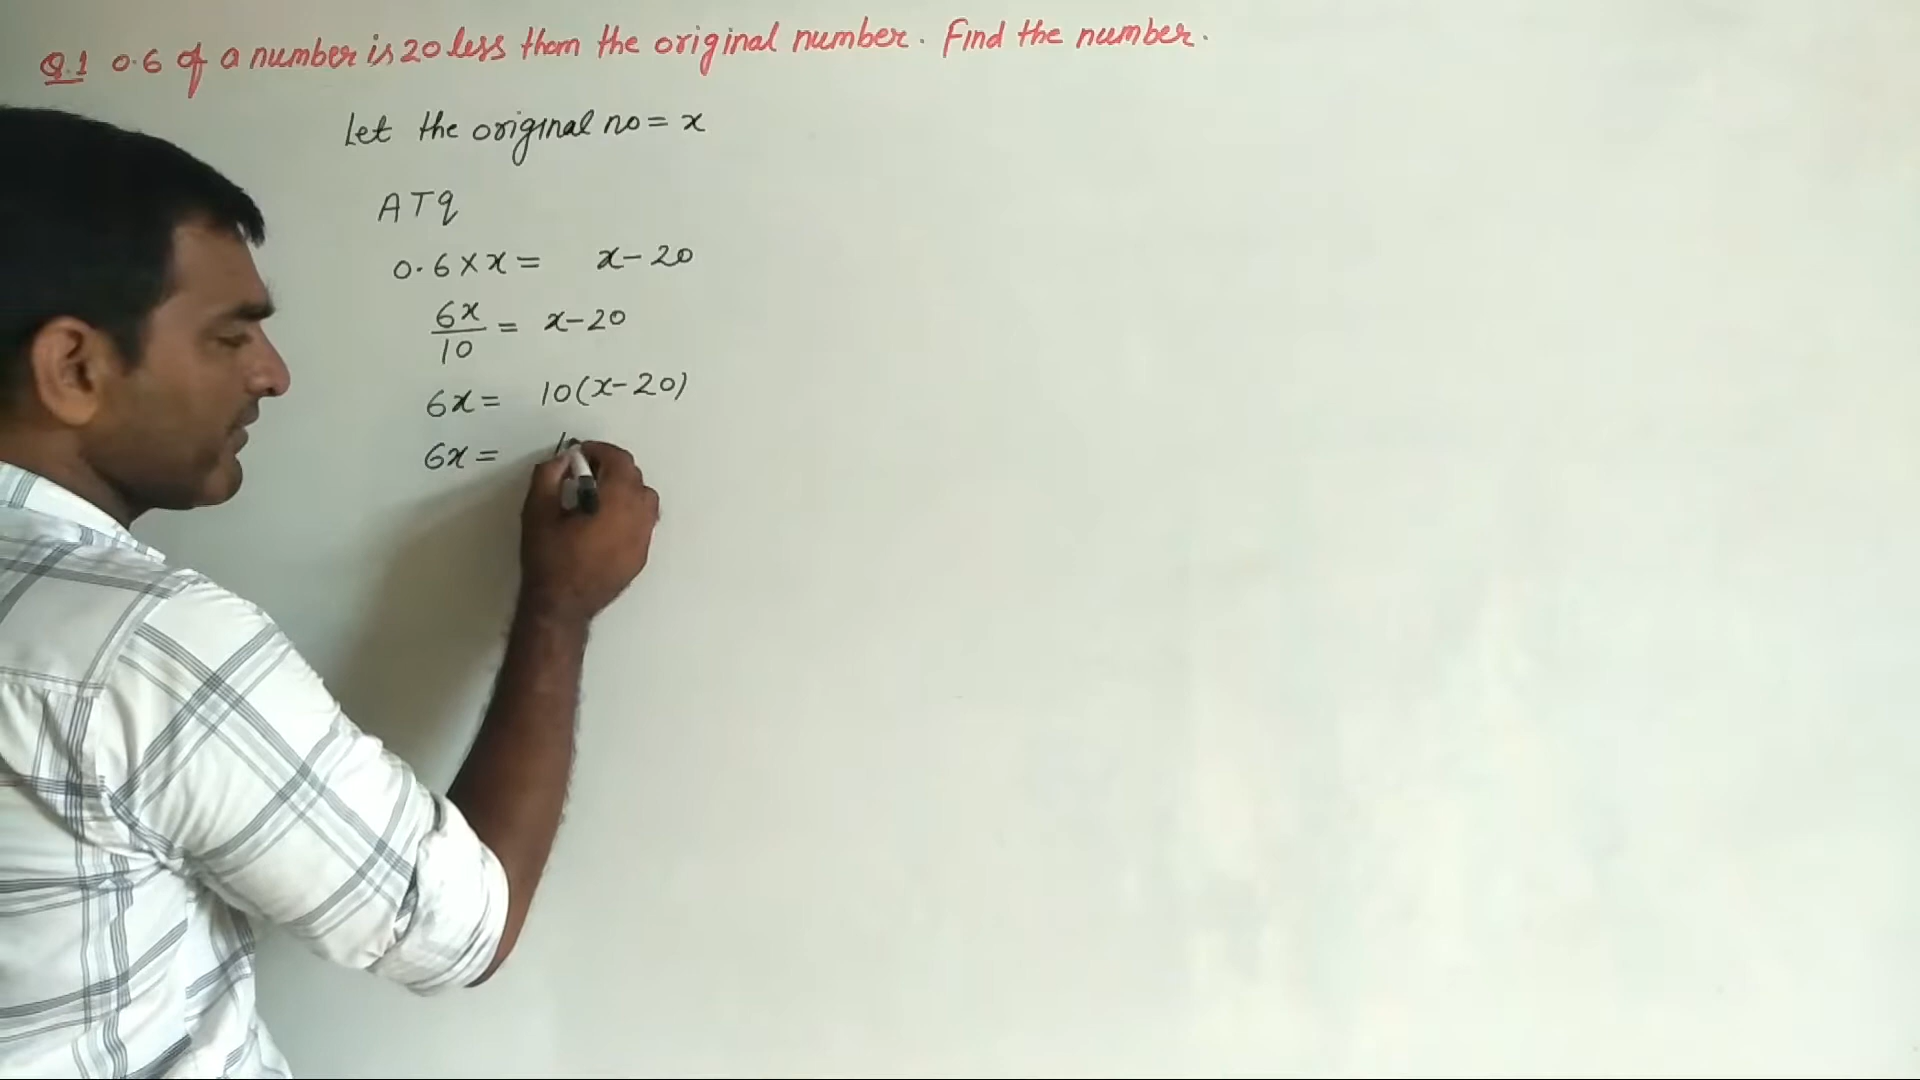 Q.1 0.6 of a number is 20 less than the original number. Find the number.
Let the original no = x
ATq
0.6 × x = x - 20
6x/10 = x - 20
6x = 10(x - 20)
6x =